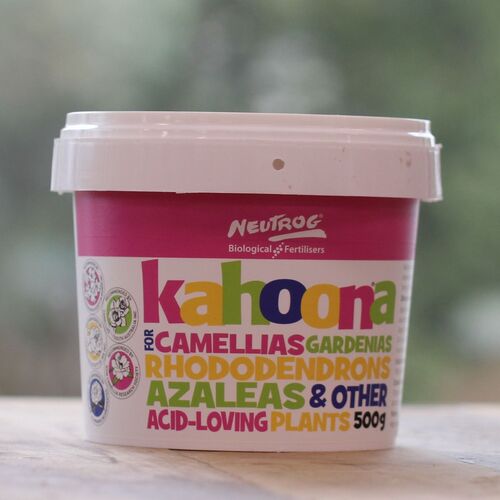 NEUTROG®
Biological Fertilisers
kahoona
FOR CAMELLIAS GARDENIAS
RHODODENDRONS
AZALEAS & OTHER
ACID-LOVING PLANTS 500g